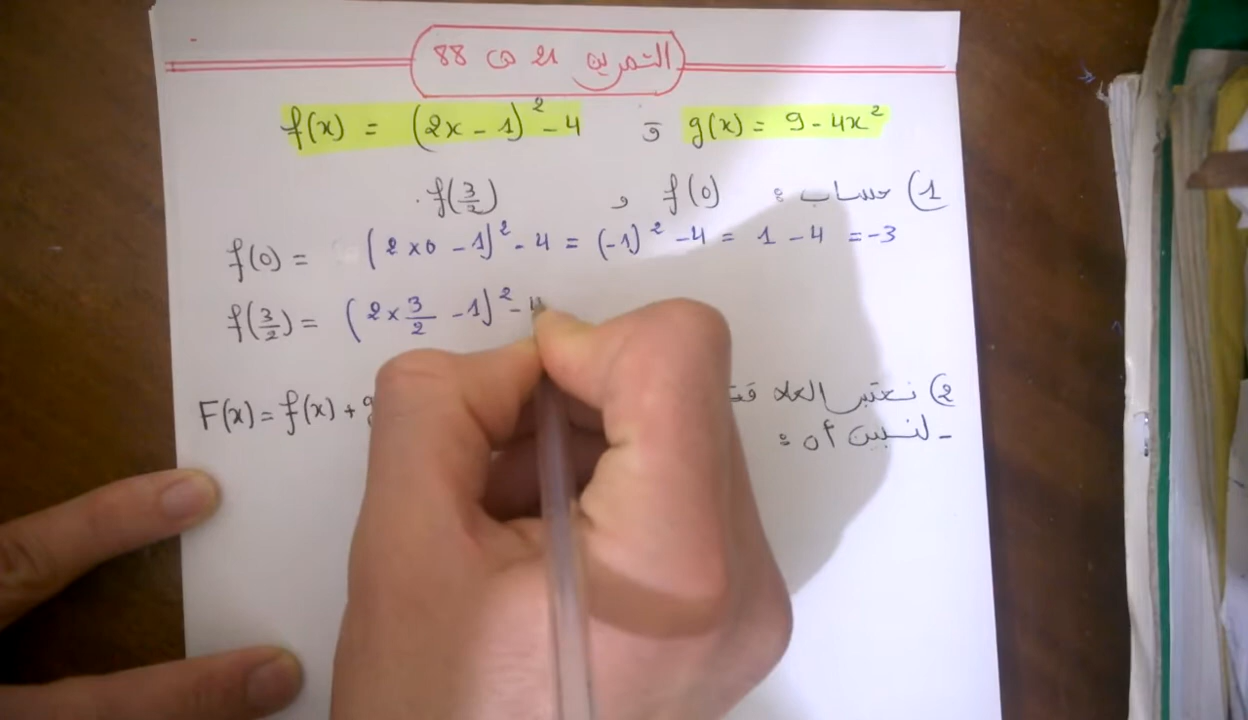 التمرين 21 ص 88
f(x) = (2x - 1)² - 4 و g(x) = 9 - 4x²
1) حساب : f(0) و f(3/2).
f(0) = (2 × 0 - 1)² - 4 = (-1)² - 4 = 1 - 4 = -3
f(3/2) = (2 × 3/2 - 1)² - 4
2) نعتبر F(x) = f(x) +
- لنبين أن :